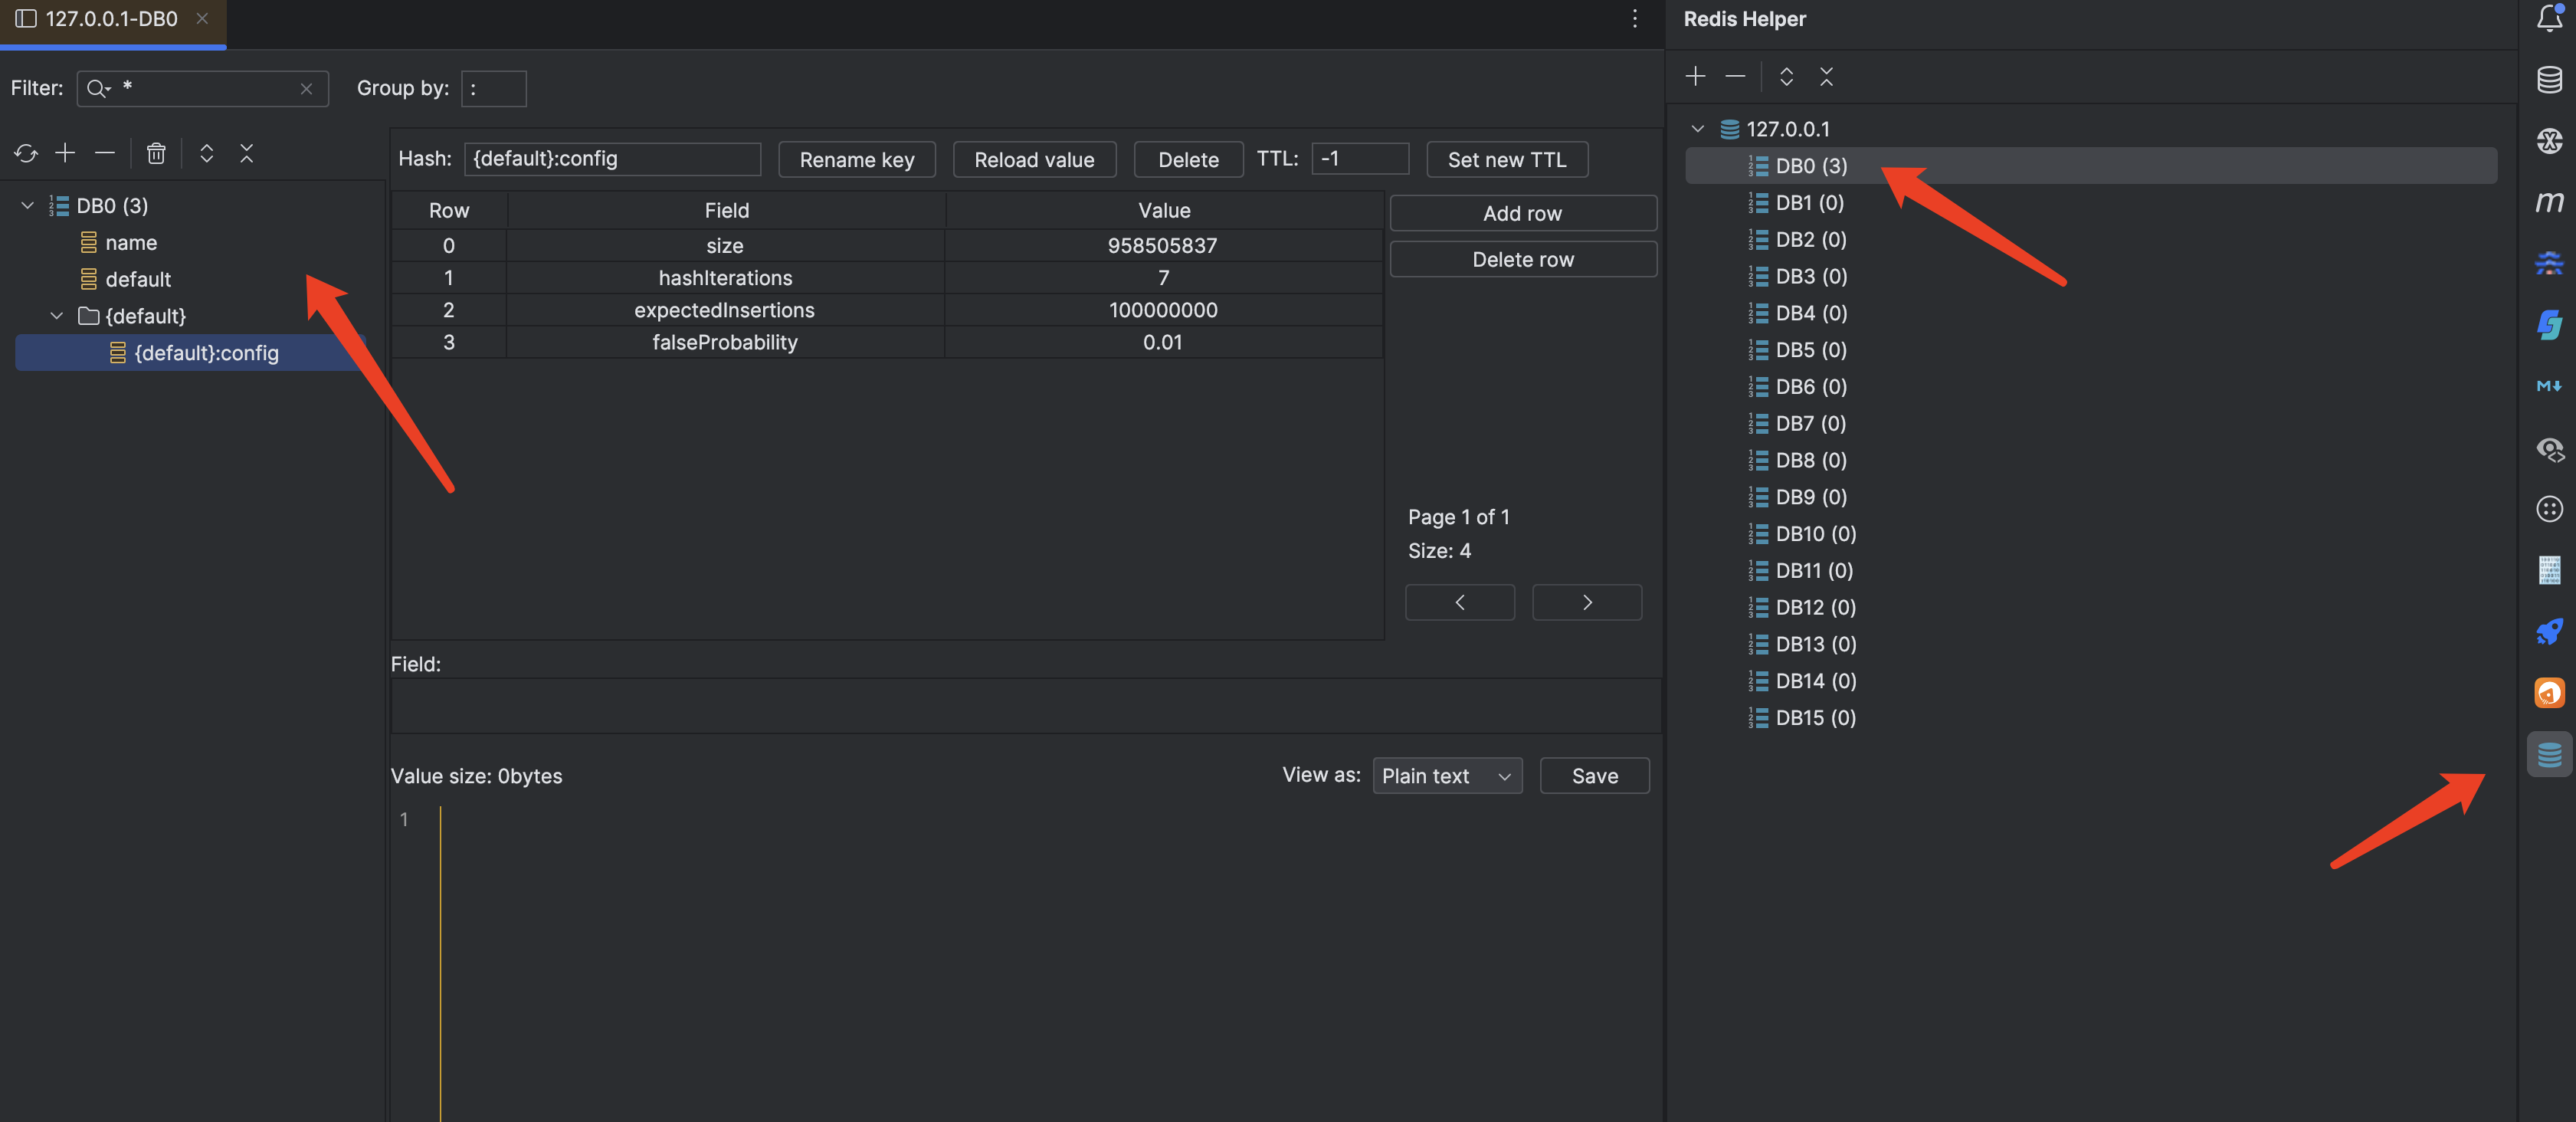 127.0.0.1-DB0
Filter: *
Group by: :
DB0 (3)
name
default
{default}
{default}:config
Hash: {default}:config
Rename key
Reload value
Delete
TTL: -1
Set new TTL
Row Field Value
0 size 958505837
1 hashIterations 7
2 expectedInsertions 100000000
3 falseProbability 0.01
Add row
Delete row
Page 1 of 1
Size: 4
< >
Field:
Value size: 0bytes
View as: Plain text
Save
1
Redis Helper
127.0.0.1
DB0 (3)
DB1 (0)
DB2 (0)
DB3 (0)
DB4 (0)
DB5 (0)
DB6 (0)
DB7 (0)
DB8 (0)
DB9 (0)
DB10 (0)
DB11 (0)
DB12 (0)
DB13 (0)
DB14 (0)
DB15 (0)
m
M↓